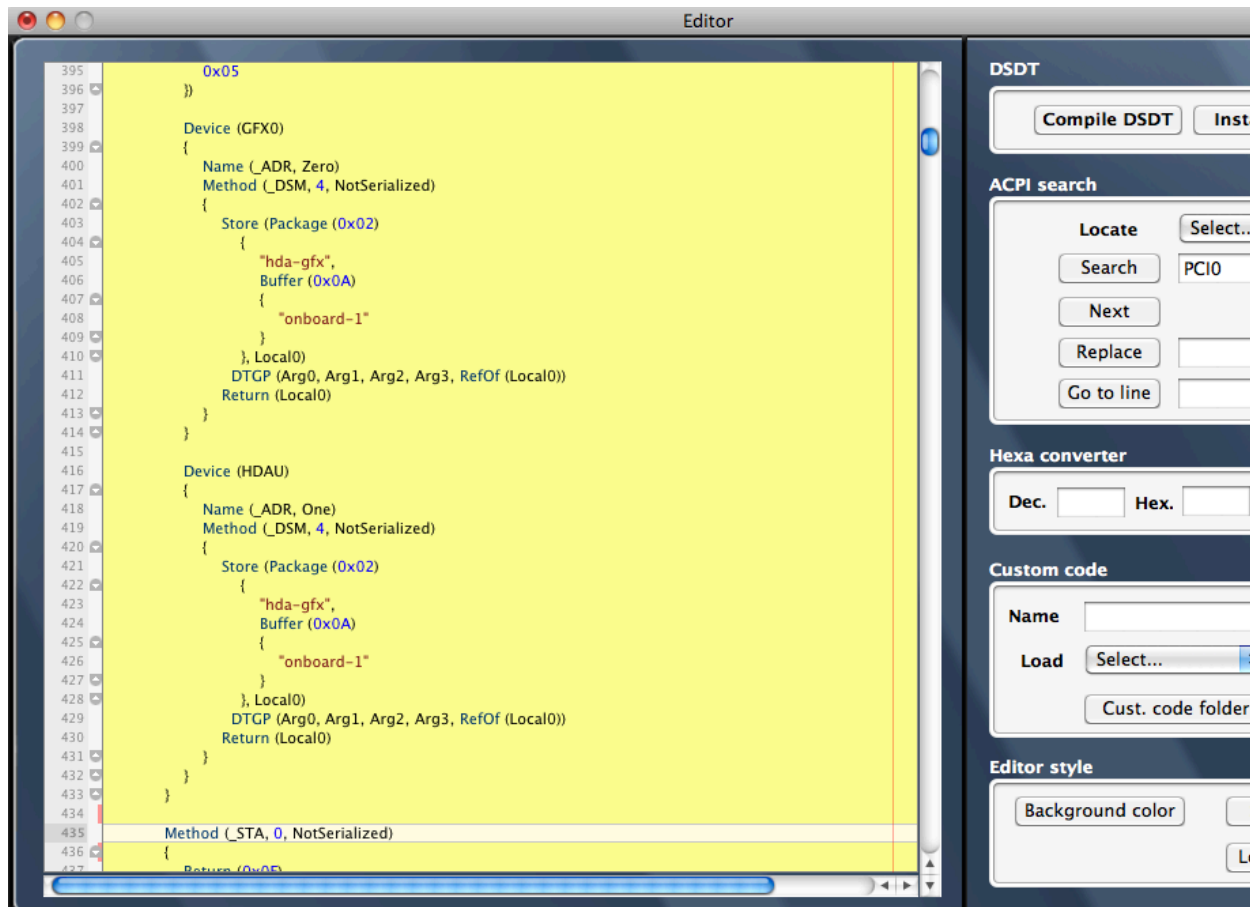 Editor
395 0x05
396 })
397
398 Device (GFX0)
399 {
400 Name (_ADR, Zero)
401 Method (_DSM, 4, NotSerialized)
402 {
403 Store (Package (0x02)
404 {
405 "hda-gfx",
406 Buffer (0x0A)
407 {
408 "onboard-1"
409 }
410 }, Local0)
411 DTGP (Arg0, Arg1, Arg2, Arg3, RefOf (Local0))
412 Return (Local0)
413 }
414 }
415
416 Device (HDAU)
417 {
418 Name (_ADR, One)
419 Method (_DSM, 4, NotSerialized)
420 {
421 Store (Package (0x02)
422 {
423 "hda-gfx",
424 Buffer (0x0A)
425 {
426 "onboard-1"
427 }
428 }, Local0)
429 DTGP (Arg0, Arg1, Arg2, Arg3, RefOf (Local0))
430 Return (Local0)
431 }
432 }
433 }
434
435 Method (_STA, 0, NotSerialized)
436 {
437 Return (0x0F)
DSDT
Compile DSDT
ACPI search
Locate Select...
Search PCI0
Next
Replace
Go to line
Hexa converter
Dec. Hex.
Custom code
Name
Load Select...
Cust. code folder
Editor style
Background color